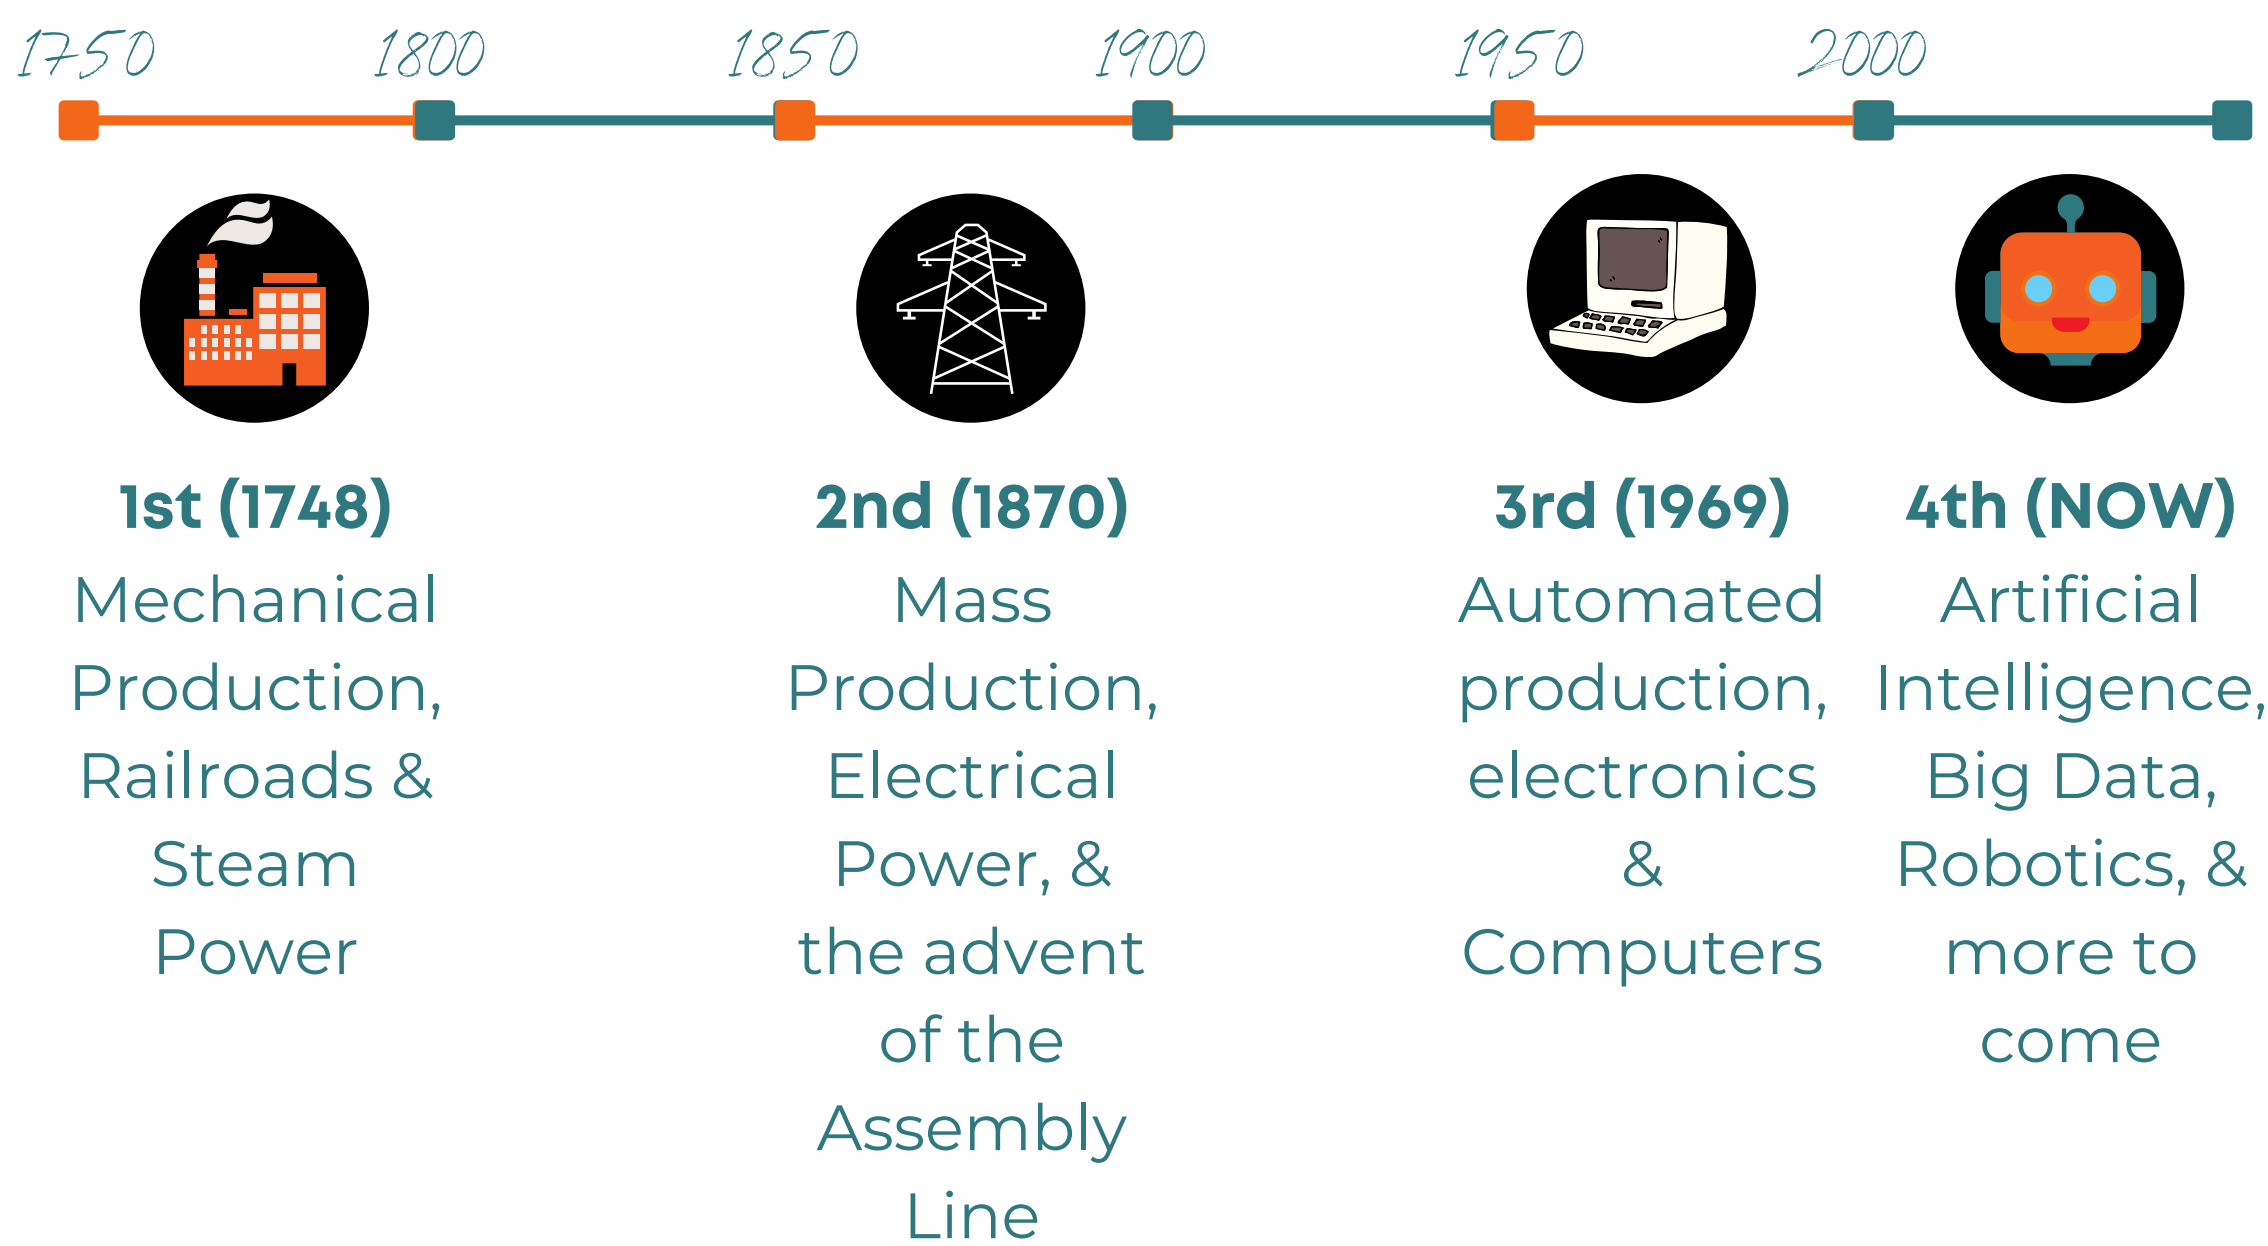 1750 1800 1850 1900 1950 2000
1st (1748)
Mechanical
Production,
Railroads &
Steam
Power
2nd (1870)
Mass
Production,
Electrical
Power, &
the advent
of the
Assembly
Line
3rd (1969)
Automated
production,
electronics
&
Computers
4th (NOW)
Artificial
Intelligence,
Big Data,
Robotics, &
more to
come